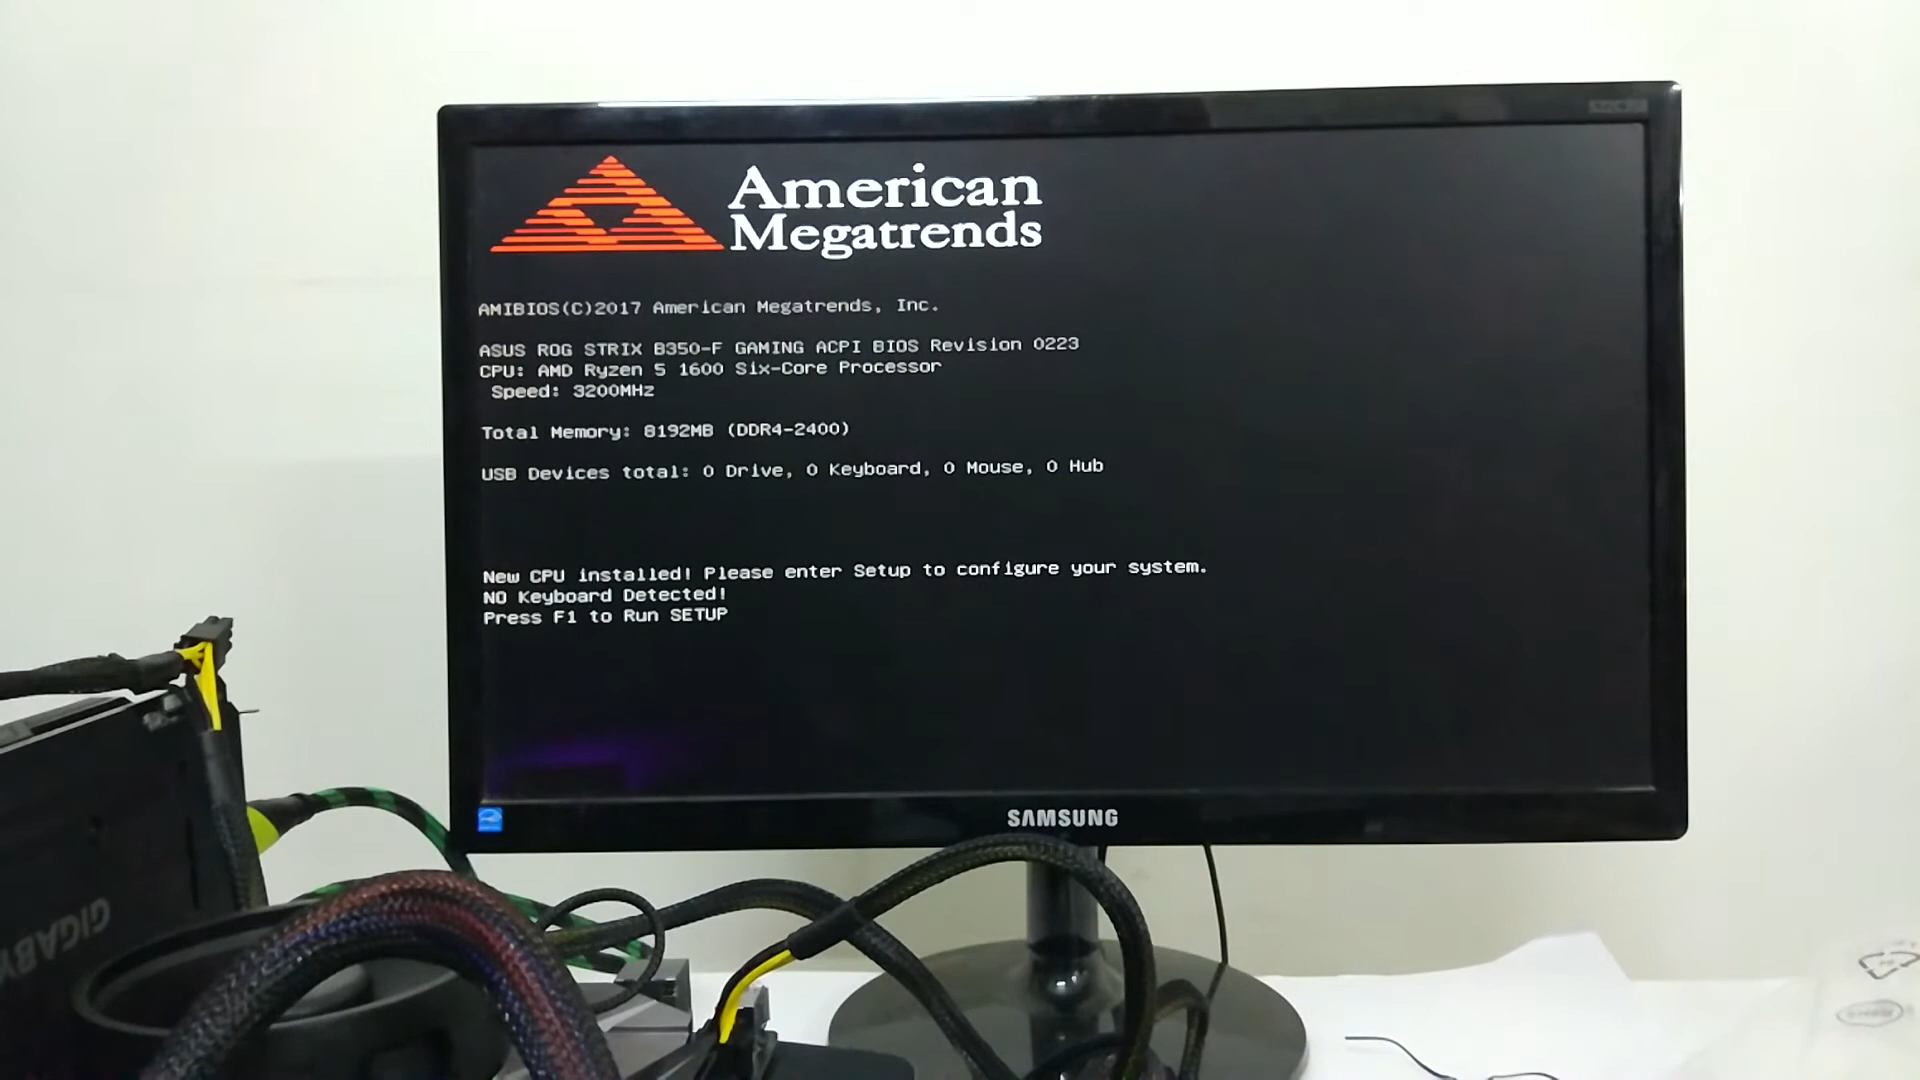 American
Megatrends
AMIBIOS(C)2017 American Megatrends, Inc.
ASUS ROG STRIX B350-F GAMING ACPI BIOS Revision 0223
CPU: AMD Ryzen 5 1600 Six-Core Processor
Speed: 3200MHz
Total Memory: 8192MB (DDR4-2400)
USB Devices total: 0 Drive, 0 Keyboard, 0 Mouse, 0 Hub
New CPU installed! Please enter Setup to configure your system.
NO Keyboard Detected!
Press F1 to Run SETUP
SAMSUNG